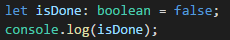 let isDone: boolean = false;
console.log(isDone);